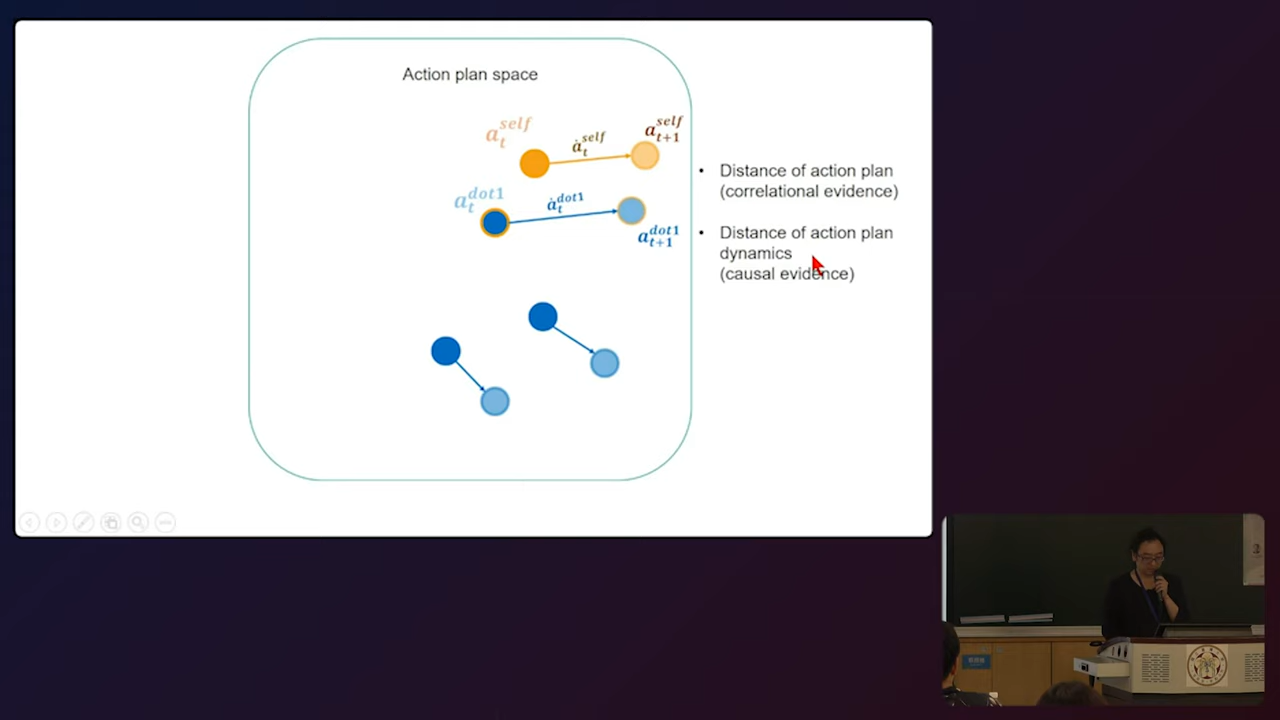 Action plan space
a_t^{self}
ȧ_t^{self}
a_{t+1}^{self}
a_t^{dot1}
ȧ_t^{dot1}
a_{t+1}^{dot1}
• Distance of action plan
(correlational evidence)
• Distance of action plan
dynamics
(causal evidence)